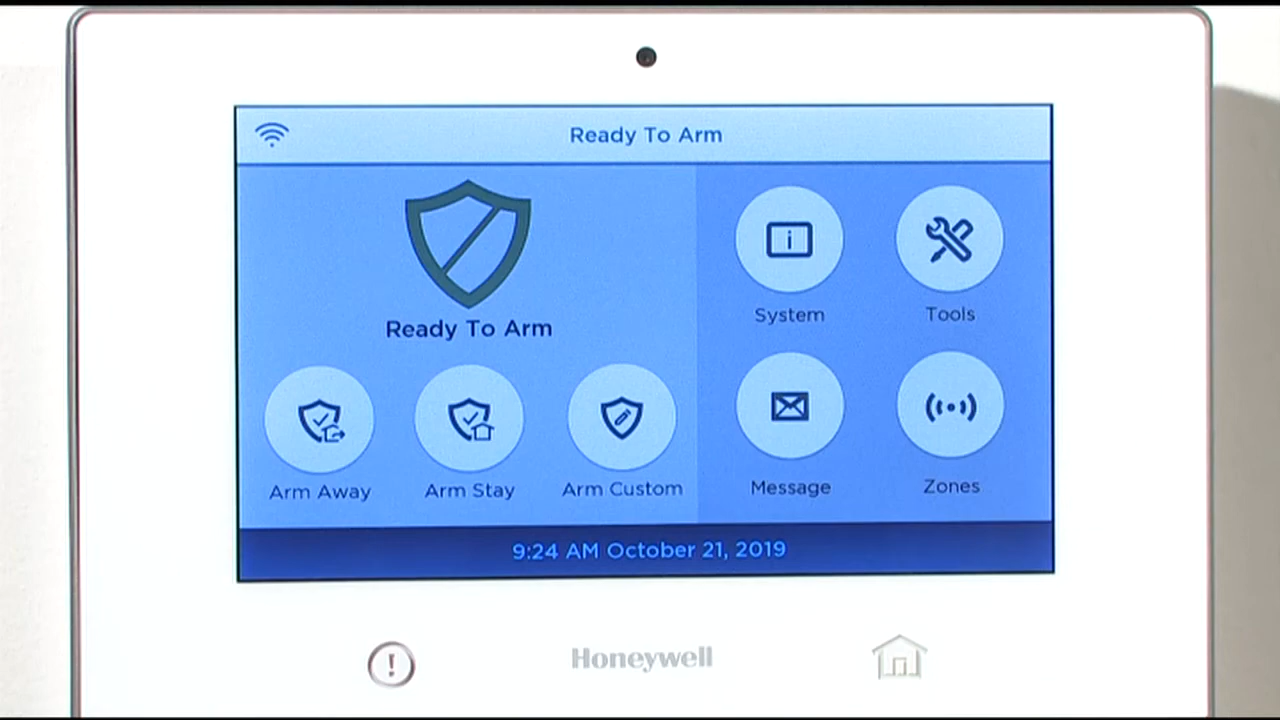 Ready To Arm
Ready To Arm
System
Tools
Arm Away
Arm Stay
Arm Custom
Message
Zones
9:24 AM October 21, 2019
Honeywell